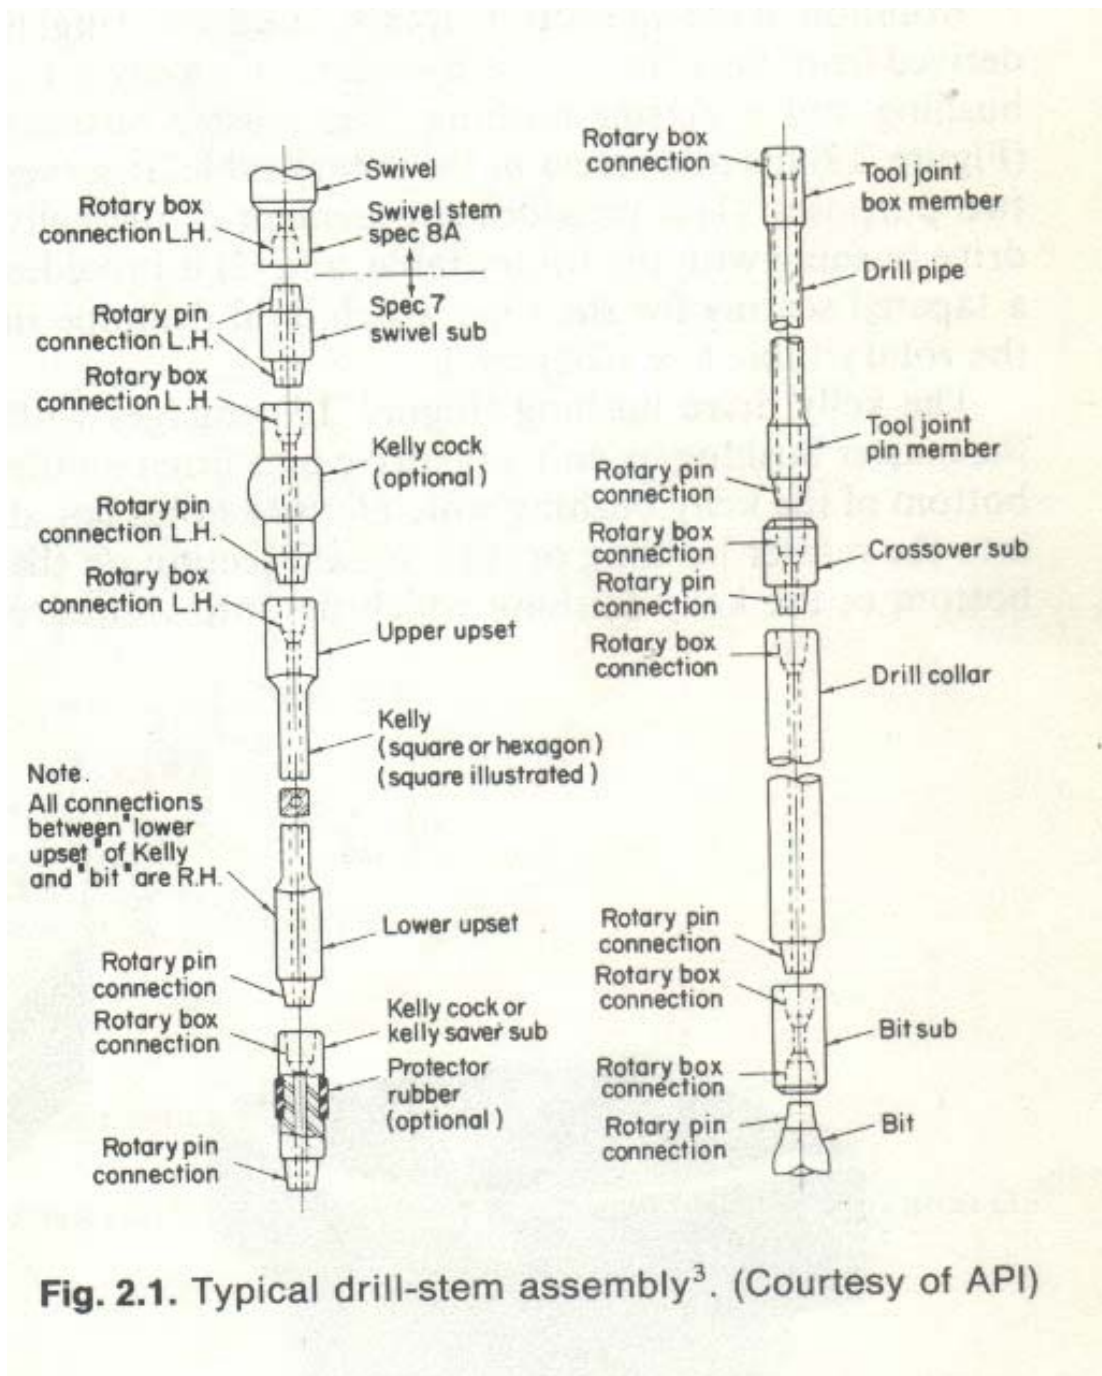 Swivel
Rotary box
connection L.H.
Swivel stem
spec 8A
Spec 7
swivel sub
Rotary pin
connection L.H.
Rotary box
connection L.H.
Kelly cock
(optional)
Rotary pin
connection L.H.
Rotary box
connection L.H.
Upper upset
Kelly
(square or hexagon)
(square illustrated)
Note.
All connections
between "lower
upset" of Kelly
and "bit" are R.H.
Lower upset
Rotary pin
connection
Rotary box
connection
Kelly cock or
kelly saver sub
Protector
rubber
(optional)
Rotary pin
connection
Rotary box
connection
Tool joint
box member
Drill pipe
Tool joint
pin member
Rotary pin
connection
Rotary box
connection
Crossover sub
Rotary pin
connection
Rotary box
connection
Drill collar
Rotary pin
connection
Rotary box
connection
Bit sub
Rotary box
connection
Rotary pin
connection
Bit
Fig. 2.1. Typical drill-stem assembly³. (Courtesy of API)